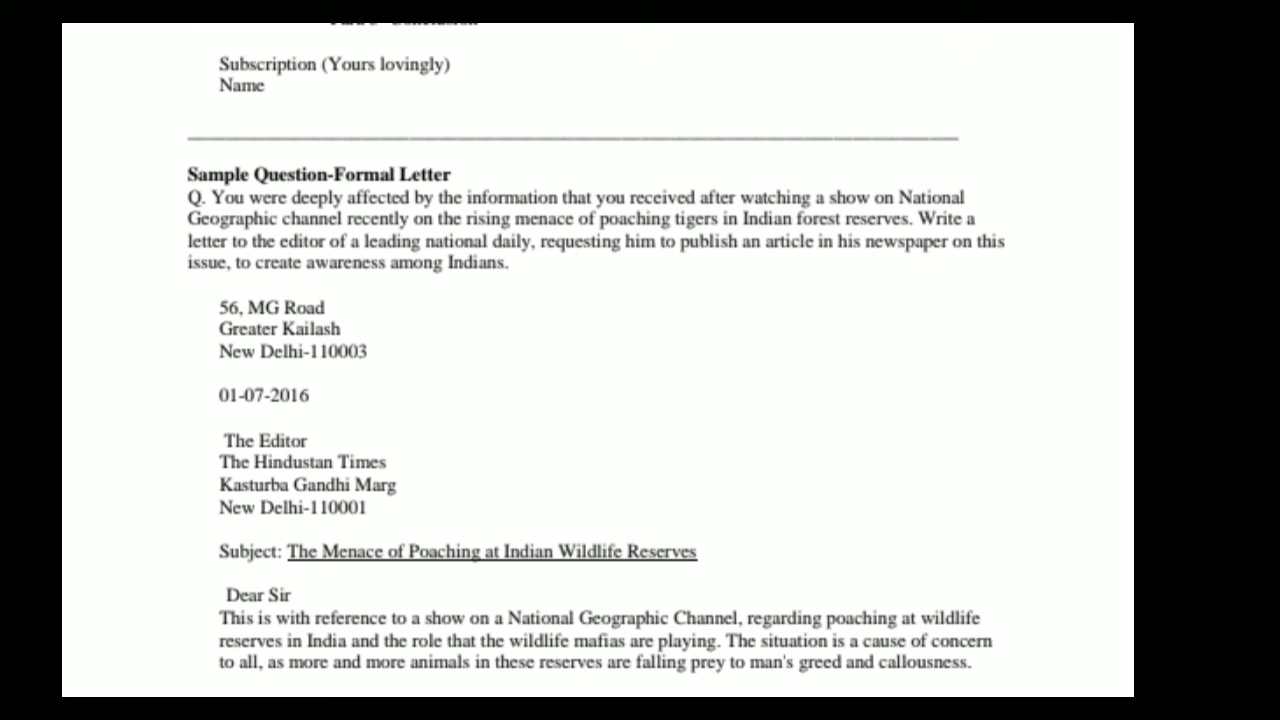 Subscription (Yours lovingly)
Name
Sample Question-Formal Letter
Q. You were deeply affected by the information that you received after watching a show on National
Geographic channel recently on the rising menace of poaching tigers in Indian forest reserves. Write a
letter to the editor of a leading national daily, requesting him to publish an article in his newspaper on this
issue, to create awareness among Indians.
56, MG Road
Greater Kailash
New Delhi-110003
01-07-2016
The Editor
The Hindustan Times
Kasturba Gandhi Marg
New Delhi-110001
Subject: The Menace of Poaching at Indian Wildlife Reserves
Dear Sir
This is with reference to a show on a National Geographic Channel, regarding poaching at wildlife
reserves in India and the role that the wildlife mafias are playing. The situation is a cause of concern
to all, as more and more animals in these reserves are falling prey to man's greed and callousness.